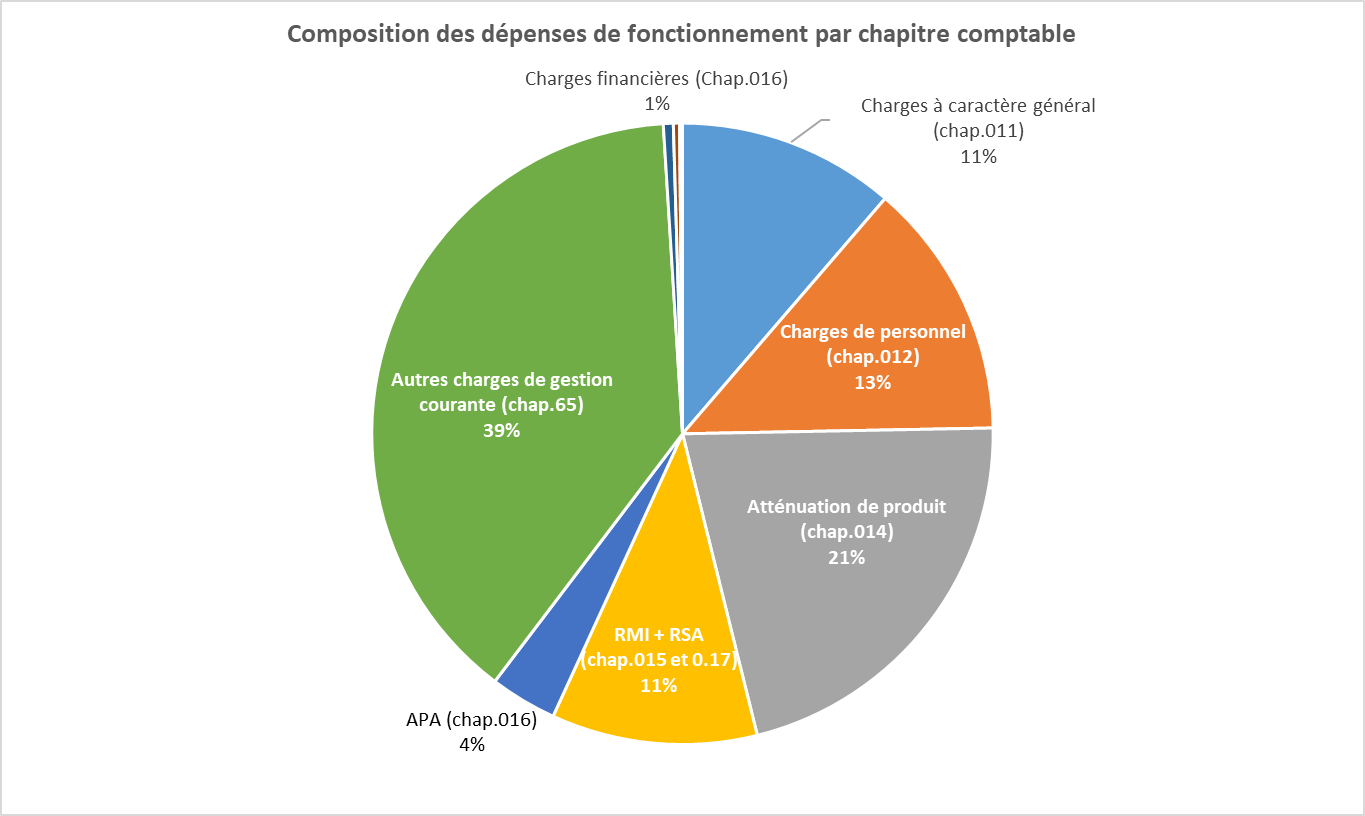 Composition des dépenses de fonctionnement par chapitre comptable
Charges financières (Chap.016)
1%
Charges à caractère général
(chap.011)
11%
Charges de personnel
(chap.012)
13%
Autres charges de gestion
courante (chap.65)
39%
Atténuation de produit
(chap.014)
21%
RMI + RSA
(chap.015 et 0.17)
11%
APA (chap.016)
4%